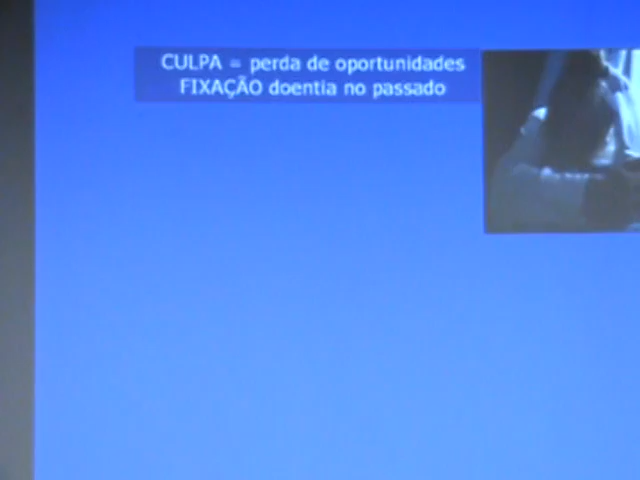 CULPA = perda de oportunidades
FIXAÇÃO doentia no passado